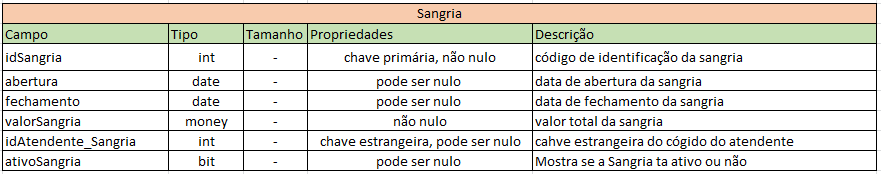 Sangria
Campo Tipo Tamanho Propriedades Descrição
idSangria int - chave primária, não nulo código de identificação da sangria
abertura date - pode ser nulo data de abertura da sangria
fechamento date - pode ser nulo data de fechamento da sangria
valorSangria money - não nulo valor total da sangria
idAtendente_Sangria int - chave estrangeira, pode ser nulo cahve estrangeira do cógido do atendente
ativoSangria bit - pode ser nulo Mostra se a Sangria ta ativo ou não